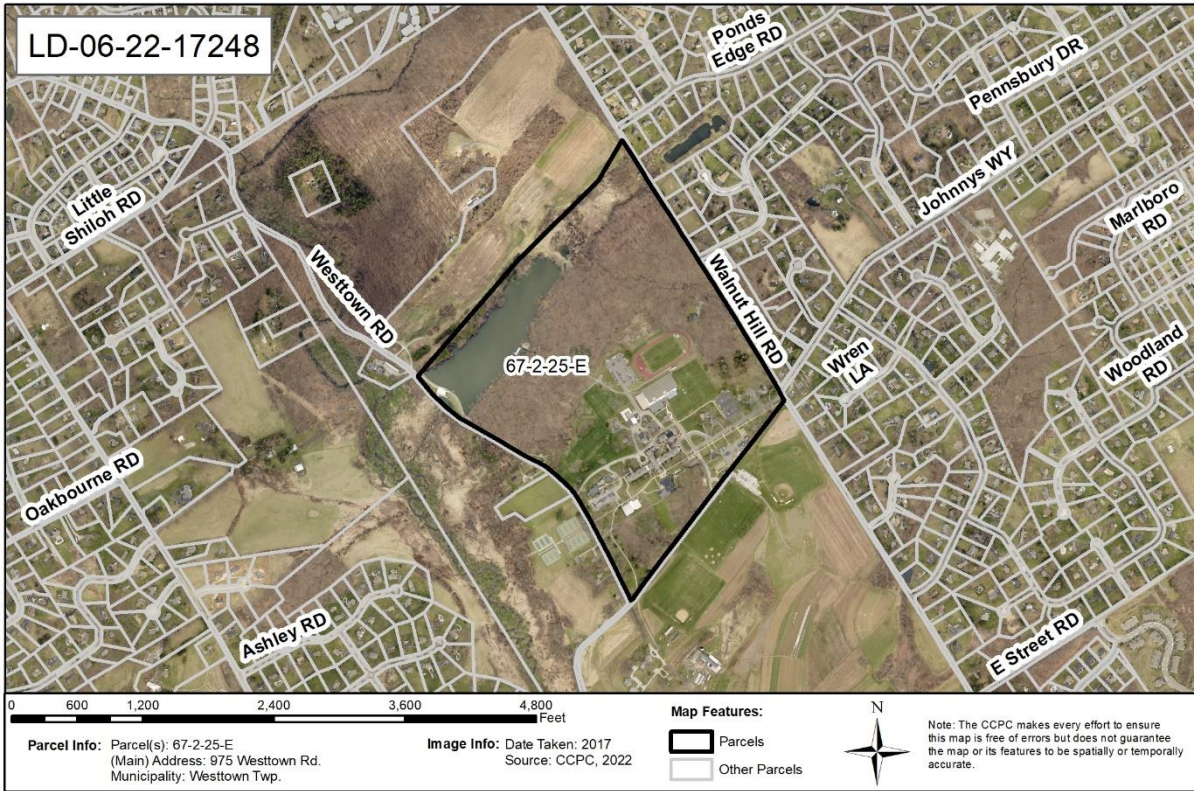 LD-06-22-17248
Ponds
Edge RD
Pennsbury DR
Johnnys WY
Marlboro
RD
Little
Shiloh RD
Westtown RD
Walnut Hill RD
67-2-25-E
Wren
LA
Woodland
RD
Oakbourne RD
Ashley RD
E Street RD
0 600 1,200 2,400 3,600 4,800
Feet
Parcel Info: Parcel(s): 67-2-25-E
(Main) Address: 975 Westtown Rd.
Municipality: Westtown Twp.
Image Info: Date Taken: 2017
Source: CCPC, 2022
Map Features:
Parcels
Other Parcels
N
Note: The CCPC makes every effort to ensure
this map is free of errors but does not guarantee
the map or its features to be spatially or temporally
accurate.